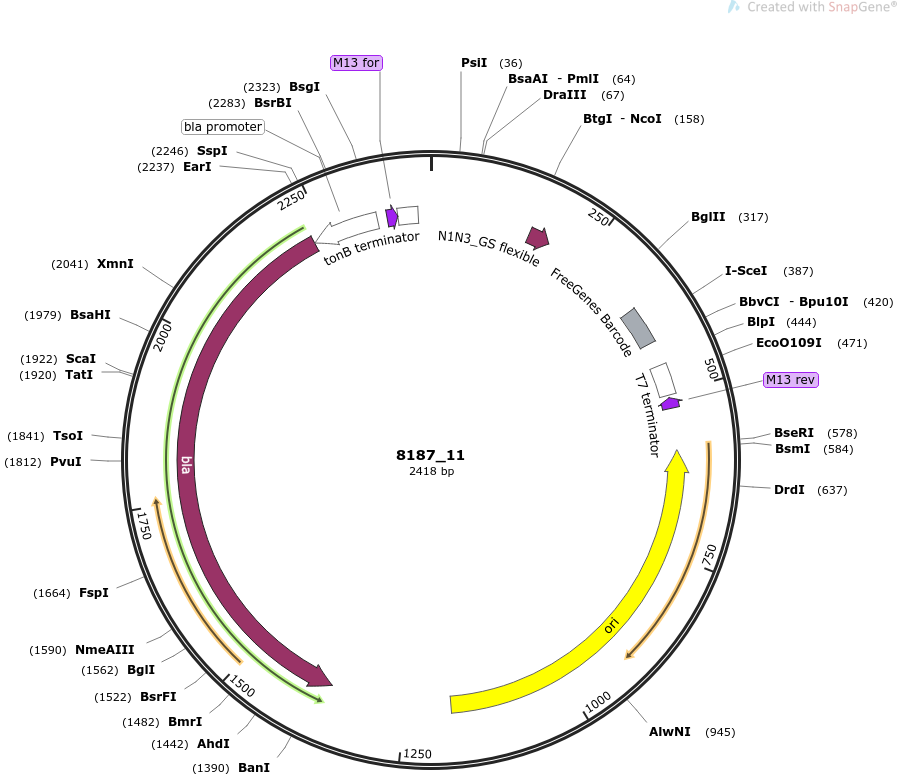 Created with SnapGene®
M13 for
PsiI (36)
BsaAI - PmlI (64)
DraIII (67)
BtgI - NcoI (158)
BglII (317)
I-SceI (387)
BbvCI - Bpu10I (420)
BlpI (444)
EcoO109I (471)
M13 rev
BseRI (578)
BsmI (584)
DrdI (637)
AlwNI (945)
(1390) BanI
(1442) AhdI
(1482) BmrI
(1522) BsrFI
(1562) BglI
(1590) NmeAIII
(1664) FspI
(1812) PvuI
(1841) TsoI
(1920) TatI
(1922) ScaI
(1979) BsaHI
(2041) XmnI
(2237) EarI
(2246) SspI
bla promoter
(2283) BsrBI
(2323) BsgI
250
500
750
1000
1250
1500
1750
2000
2250
tonB terminator
N1N3_GS flexible
FreeGenes Barcode
T7 terminator
ori
bla
8187_11
2418 bp